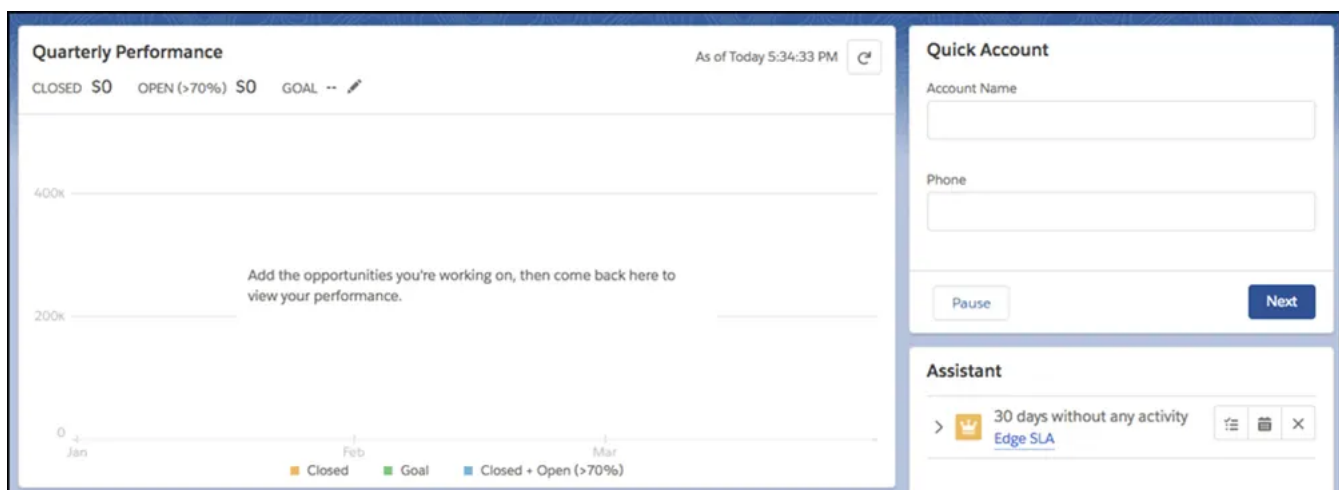 Quarterly Performance
As of Today 5:34:33 PM
CLOSED $0 OPEN (>70%) $0 GOAL --
400K
Add the opportunities you're working on, then come back here to
view your performance.
200K
0
Jan Feb Mar
Closed Goal Closed + Open (>70%)
Quick Account
Account Name
Phone
Pause Next
Assistant
30 days without any activity
Edge SLA